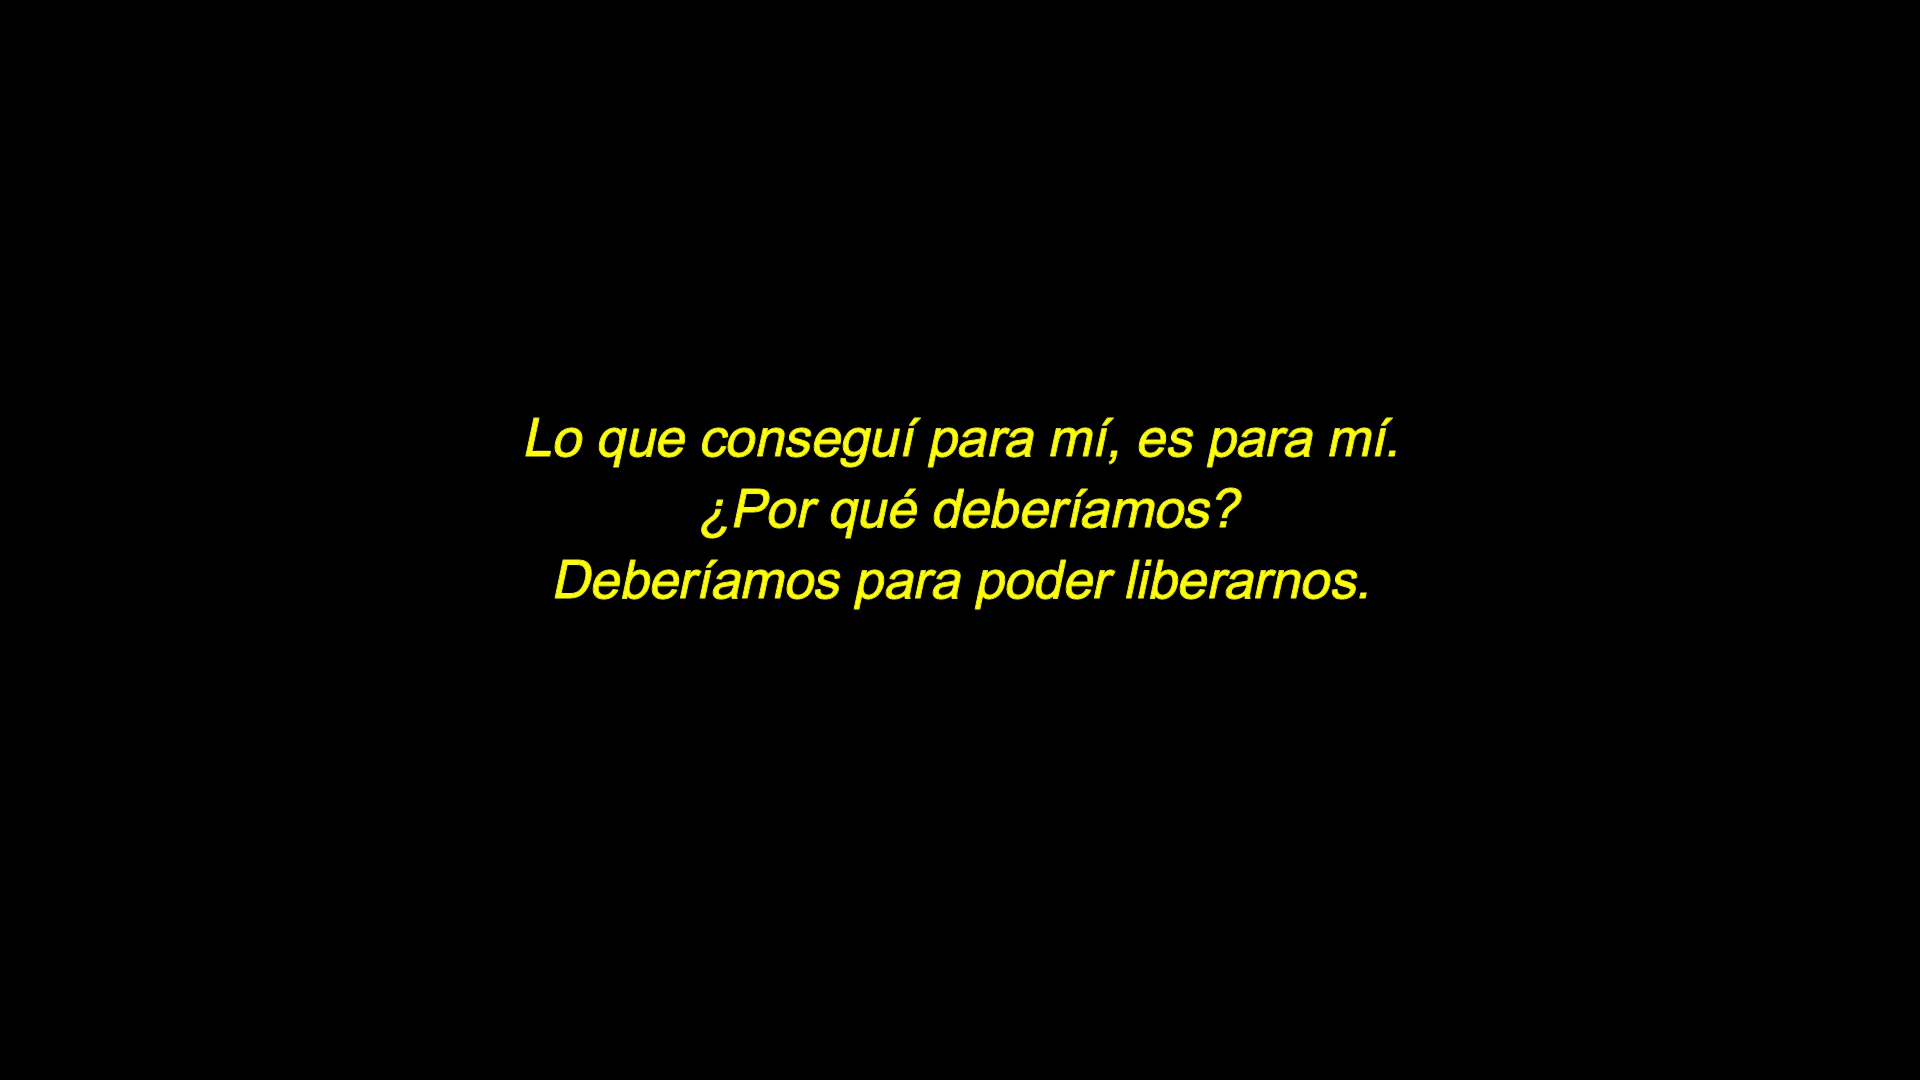 Lo que conseguí para mí, es para mí.
¿Por qué deberíamos?
Deberíamos para poder liberarnos.